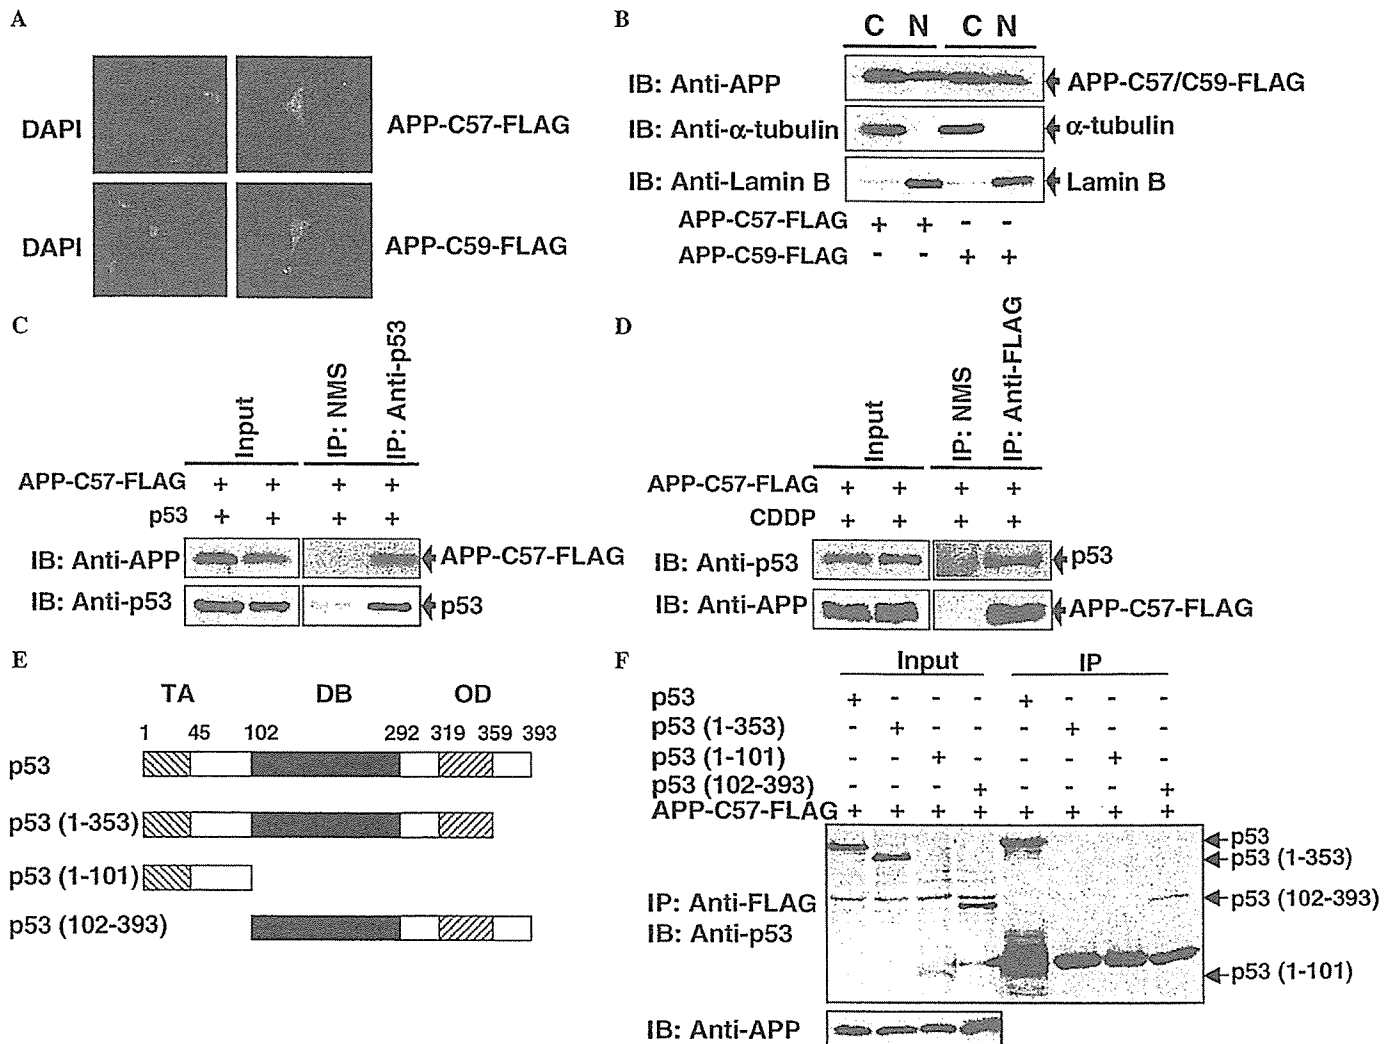 A
DAPI
APP-C57-FLAG
DAPI
APP-C59-FLAG
B
C N C N
IB: Anti-APP
APP-C57/C59-FLAG
IB: Anti-α-tubulin
α-tubulin
IB: Anti-Lamin B
Lamin B
APP-C57-FLAG + + - -
APP-C59-FLAG - - + +
C
Input
IP: NMS
IP: Anti-p53
APP-C57-FLAG + + + +
p53 + + + +
IB: Anti-APP
APP-C57-FLAG
IB: Anti-p53
p53
D
Input
IP: NMS
IP: Anti-FLAG
APP-C57-FLAG + + + +
CDDP + + + +
IB: Anti-p53
p53
IB: Anti-APP
APP-C57-FLAG
E
TA DB OD
1 45 102 292 319 359 393
p53
p53 (1-353)
p53 (1-101)
p53 (102-393)
F
Input IP
p53 + - - - + - - -
p53 (1-353) - + - - - + - -
p53 (1-101) - - + - - - + -
p53 (102-393) - - - + - - - +
APP-C57-FLAG + + + + + + + +
p53
p53 (1-353)
IP: Anti-FLAG
p53 (102-393)
IB: Anti-p53
p53 (1-101)
IB: Anti-APP